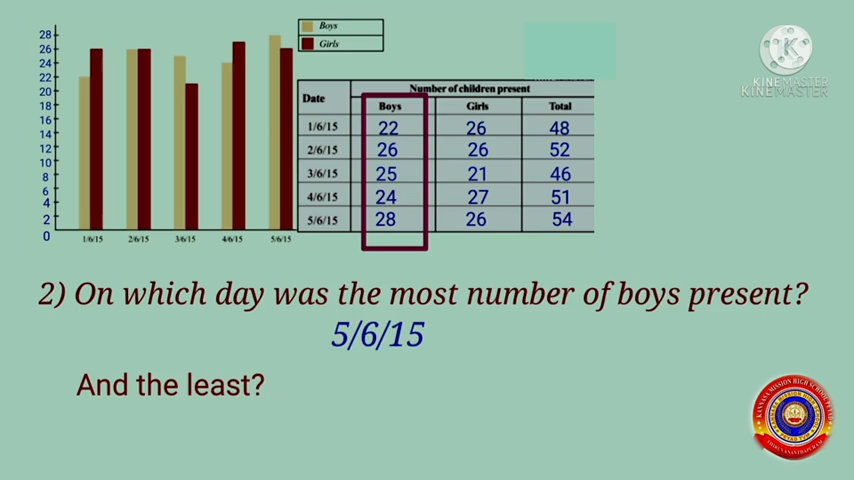 28
26
24
22
20
18
16
14
12
10
8
6
4
2
0
1/6/15 2/6/15 3/6/15 4/6/15 5/6/15
Boys
Girls
Date Number of children present
Boys Girls Total
1/6/15 22 26 48
2/6/15 26 26 52
3/6/15 25 21 46
4/6/15 24 27 51
5/6/15 28 26 54
K
KINEMASTER
KINEMASTER
2) On which day was the most number of boys present?
5/6/15
And the least?